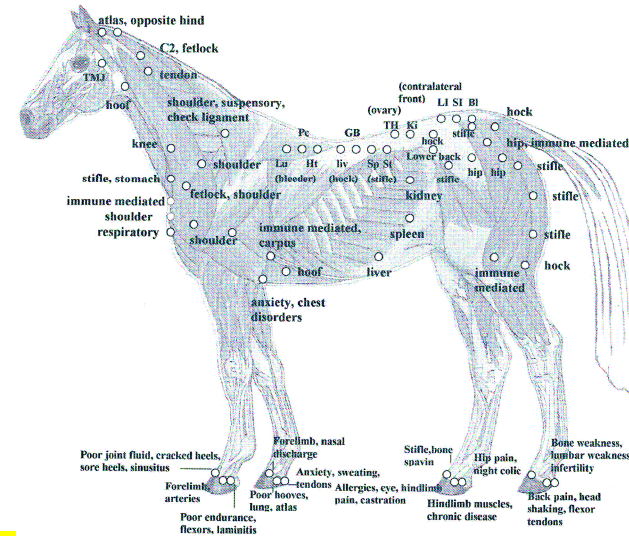 atlas, opposite hind
C2, fetlock
TMJ
tendon
hoof
shoulder, suspensory,
check ligament
(contralateral
front)
(ovary)
LI SI Bl
hock
Pc
GB
TH Ki
hock
stifle
hip, immune mediated
knee
Lu Ht liv Sp St
Lower back
(bleeder) (hock) (stifle)
shoulder
stifle
hip hip
stifle
stifle, stomach
fetlock, shoulder
kidney
stifle
immune mediated
shoulder
respiratory
shoulder
immune mediated,
carpus
spleen
stifle
hoof
liver
immune
mediated
hock
anxiety, chest
disorders
Poor joint fluid, cracked heels,
sore heels, sinusitus
Forelimb,
arteries
Poor endurance,
flexors, laminitis
Forelimb, nasal
discharge
Anxiety, sweating,
tendons
Poor hooves,
lung, atlas
Allergies, eye, hindlimb
pain, castration
Stifle,bone
spavin
Hip pain,
night colic
Hindlimb muscles,
chronic disease
Bone weakness,
lumbar weakness,
infertility
Back pain, head
shaking, flexor
tendons